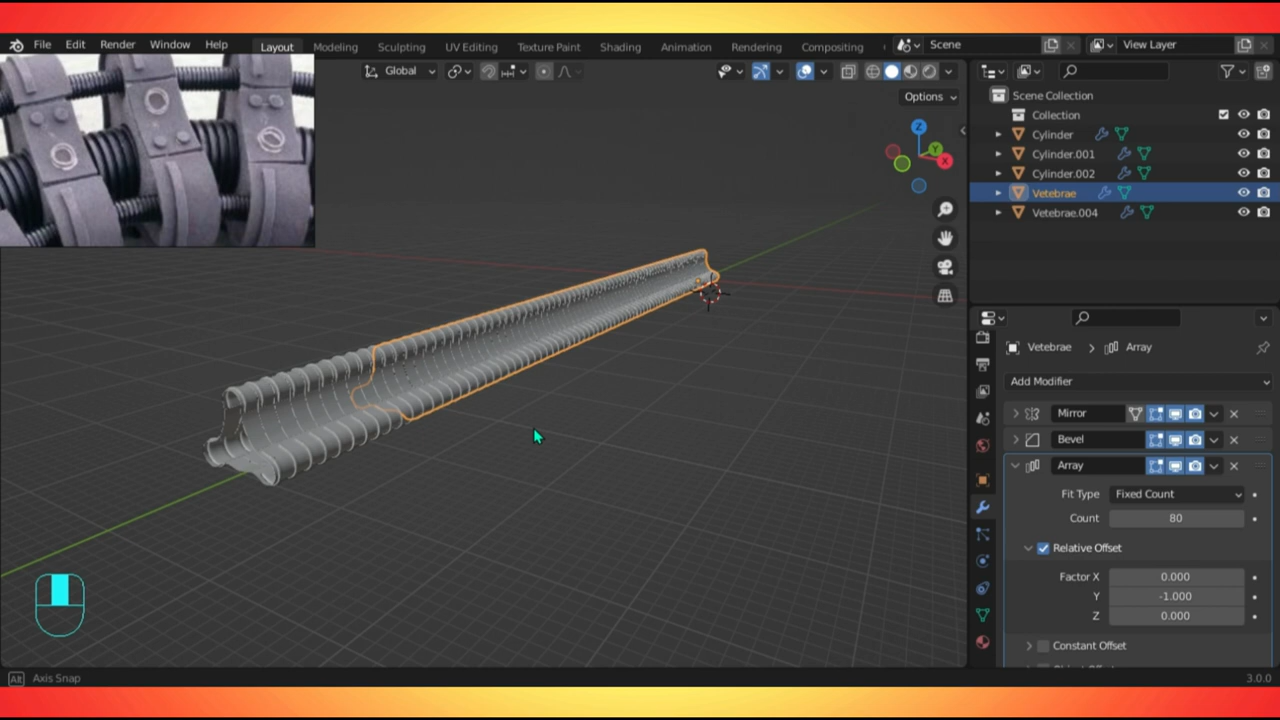 File Edit Render Window Help
Layout Modeling Sculpting UV Editing Texture Paint Shading Animation Rendering Compositing
Scene
View Layer
Global
Options
Z
Y
X
Scene Collection
Collection
Cylinder
Cylinder.001
Cylinder.002
Vetebrae
Vetebrae.004
Vetebrae > Array
Add Modifier
Mirror
Bevel
Array
Fit Type Fixed Count
Count 80
Relative Offset
Factor X 0.000
Y -1.000
Z 0.000
Constant Offset
Alt Axis Snap
3.0.0